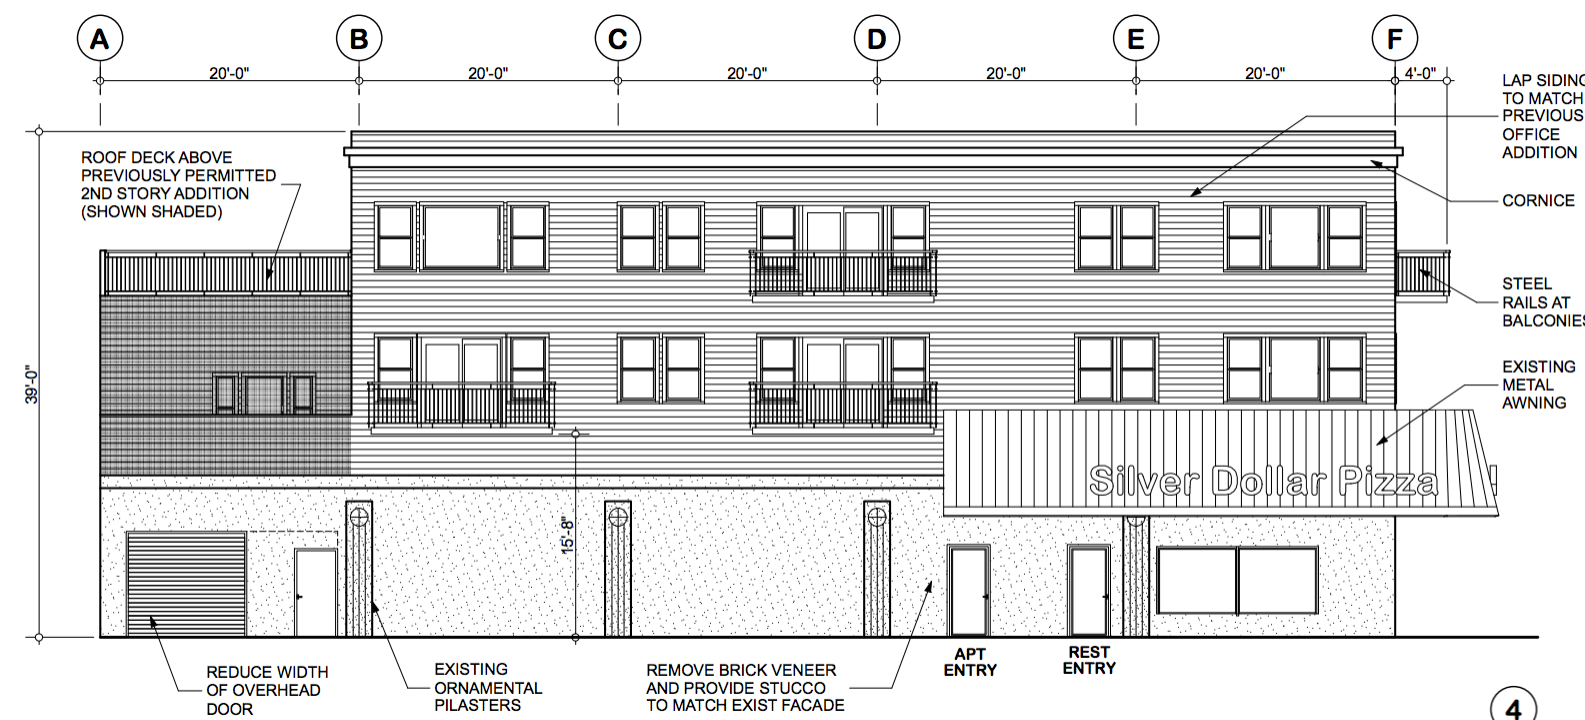 A
B
C
D
E
F
20'-0"
20'-0"
20'-0"
20'-0"
20'-0"
4'-0"
LAP SIDING
TO MATCH
PREVIOUS
OFFICE
ADDITION
ROOF DECK ABOVE
PREVIOUSLY PERMITTED
2ND STORY ADDITION
(SHOWN SHADED)
CORNICE
STEEL
RAILS AT
BALCONIES
39'-0"
EXISTING
METAL
AWNING
Silver Dollar Pizza
15'-8"
APT
ENTRY
REST
ENTRY
REDUCE WIDTH
OF OVERHEAD
DOOR
EXISTING
ORNAMENTAL
PILASTERS
REMOVE BRICK VENEER
AND PROVIDE STUCCO
TO MATCH EXIST FACADE
4